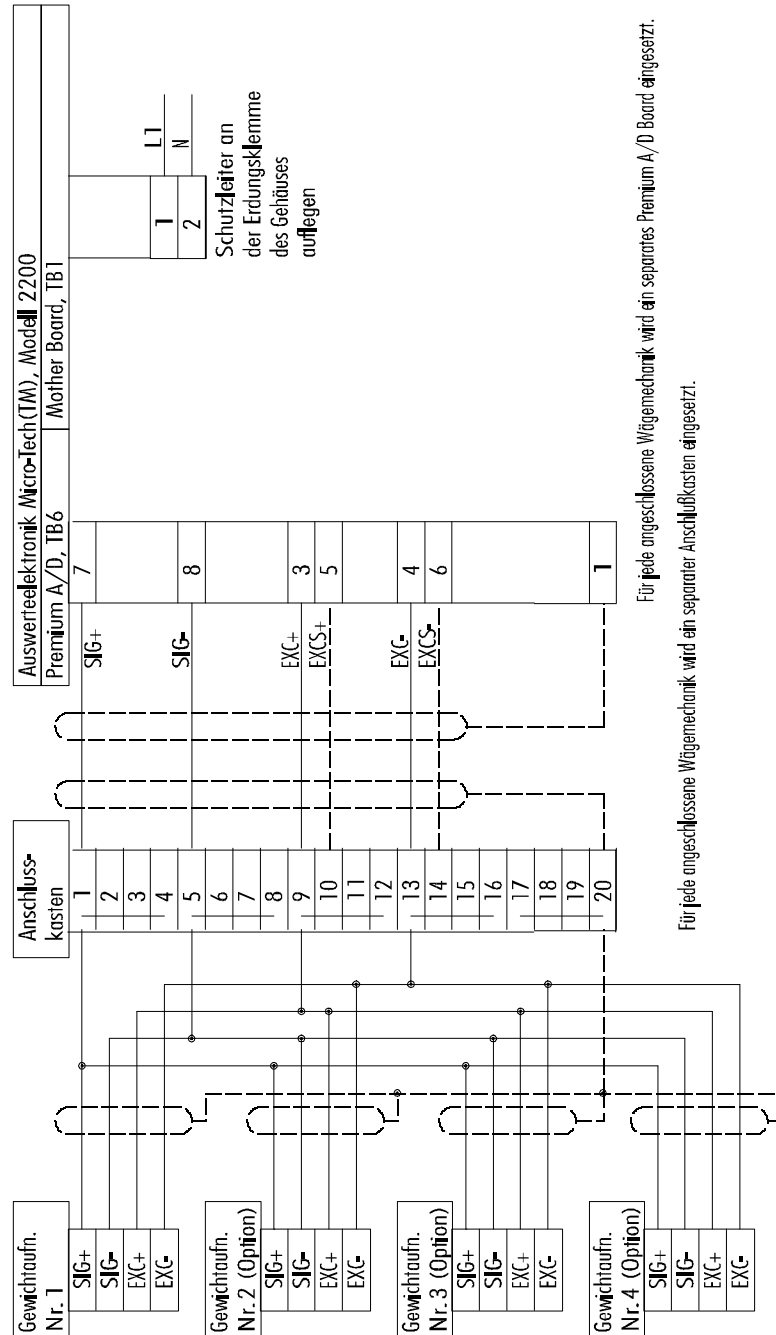 Gewichtaufn.
Nr. 1
SIG+
SIG-
EXC+
EXC-
Gewichtaufn.
Nr. 2 (Option)
SIG+
SIG-
EXC+
EXC-
Gewichtaufn.
Nr. 3 (Option)
SIG+
SIG-
EXC+
EXC-
Gewichtaufn.
Nr. 4 (Option)
SIG+
SIG-
EXC+
EXC-
Anschluss-
kasten
1
2
3
4
5
6
7
8
9
10
11
12
13
14
15
16
17
18
19
20
Auswerteelektronik Micro-Tech(TM), Modell 2200
Premium A/D, TB6
Mother Board, TB1
SIG+
7
SIG-
8
EXC+
3
EXCS+
5
EXC-
4
EXCS-
6
1
1
L1
2
N
Schutzleiter an
der Erdungsklemme
des Gehäuses
auflegen
Für jede angeschlossene Wägemechanik wird ein separates Premium A/D Board eingesetzt.
Für jede angeschlossene Wägemechanik wird ein separater Anschlußkasten eingesetzt.